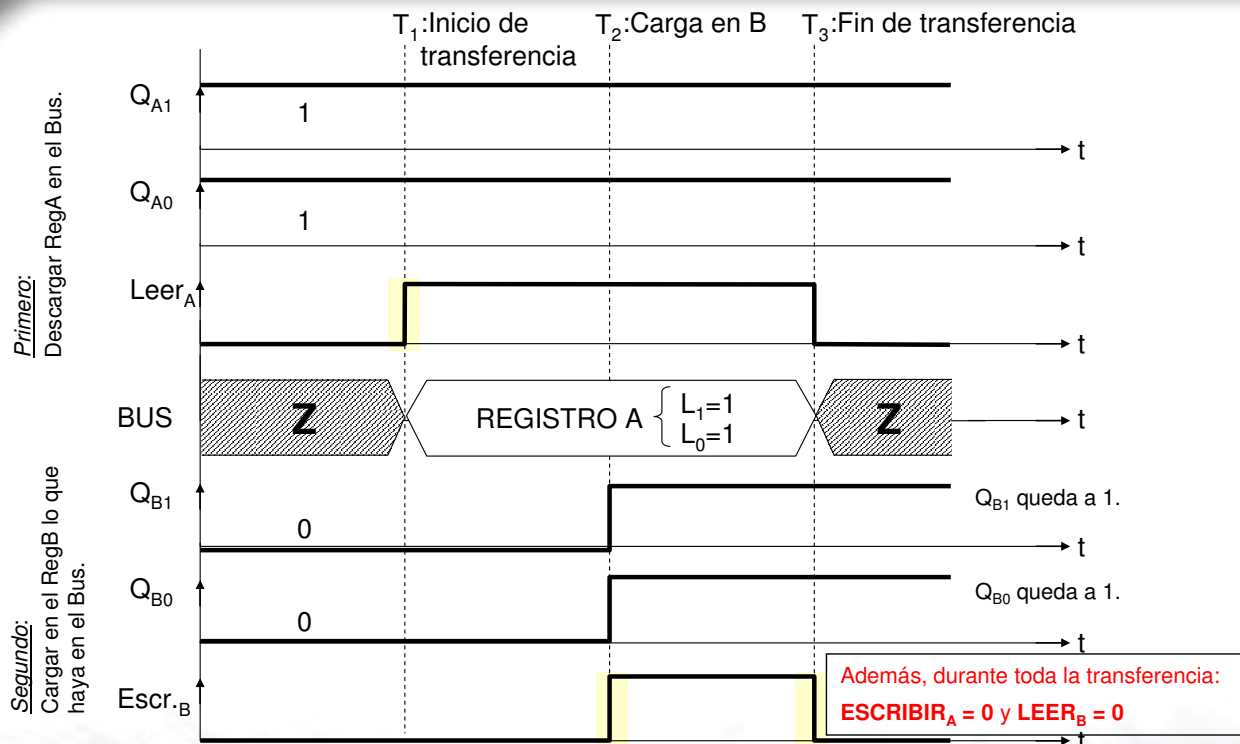 T1:Inicio de
transferencia
T2:Carga en B
T3:Fin de transferencia
Primero:
Descargar RegA en el Bus.
QA1
1
t
QA0
1
t
LeerA
t
BUS
Z
REGISTRO A
L1=1
L0=1
Z
t
Segundo:
Cargar en el RegB lo que
haya en el Bus.
QB1
0
QB1 queda a 1.
t
QB0
0
QB0 queda a 1.
t
Escr.B
Además, durante toda la transferencia:
ESCRIBIRA = 0 y LEERB = 0
t